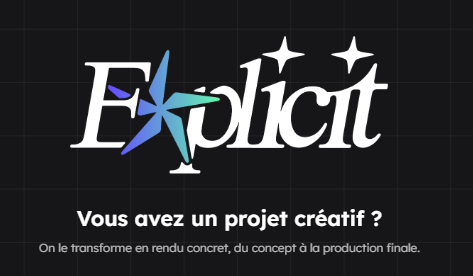 Explicit
Vous avez un projet créatif ?
On le transforme en rendu concret, du concept à la production finale.